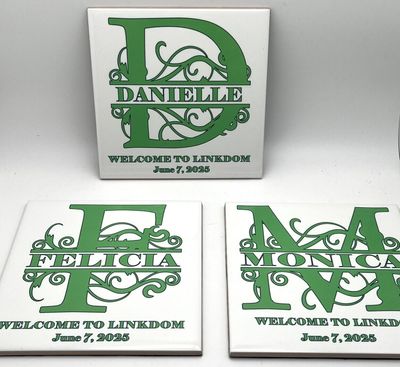 D
DANIELLE
WELCOME TO LINKDOM
June 7, 2025
F
FELICIA
WELCOME TO LINKDOM
June 7, 2025
M
MONICA
WELCOME TO LINKDOM
June 7, 2025